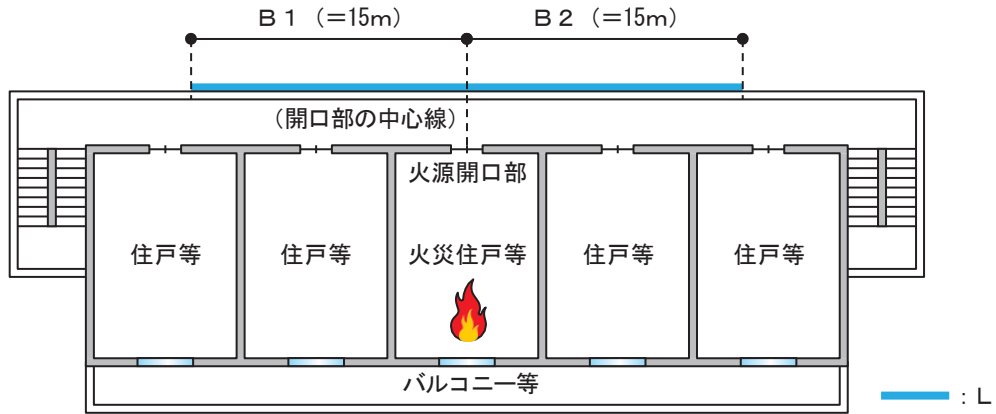 Ｂ１（＝15ｍ）
Ｂ２（＝15ｍ）
（開口部の中心線）
火源開口部
住戸等
住戸等
火災住戸等
住戸等
住戸等
バルコニー等
：Ｌ